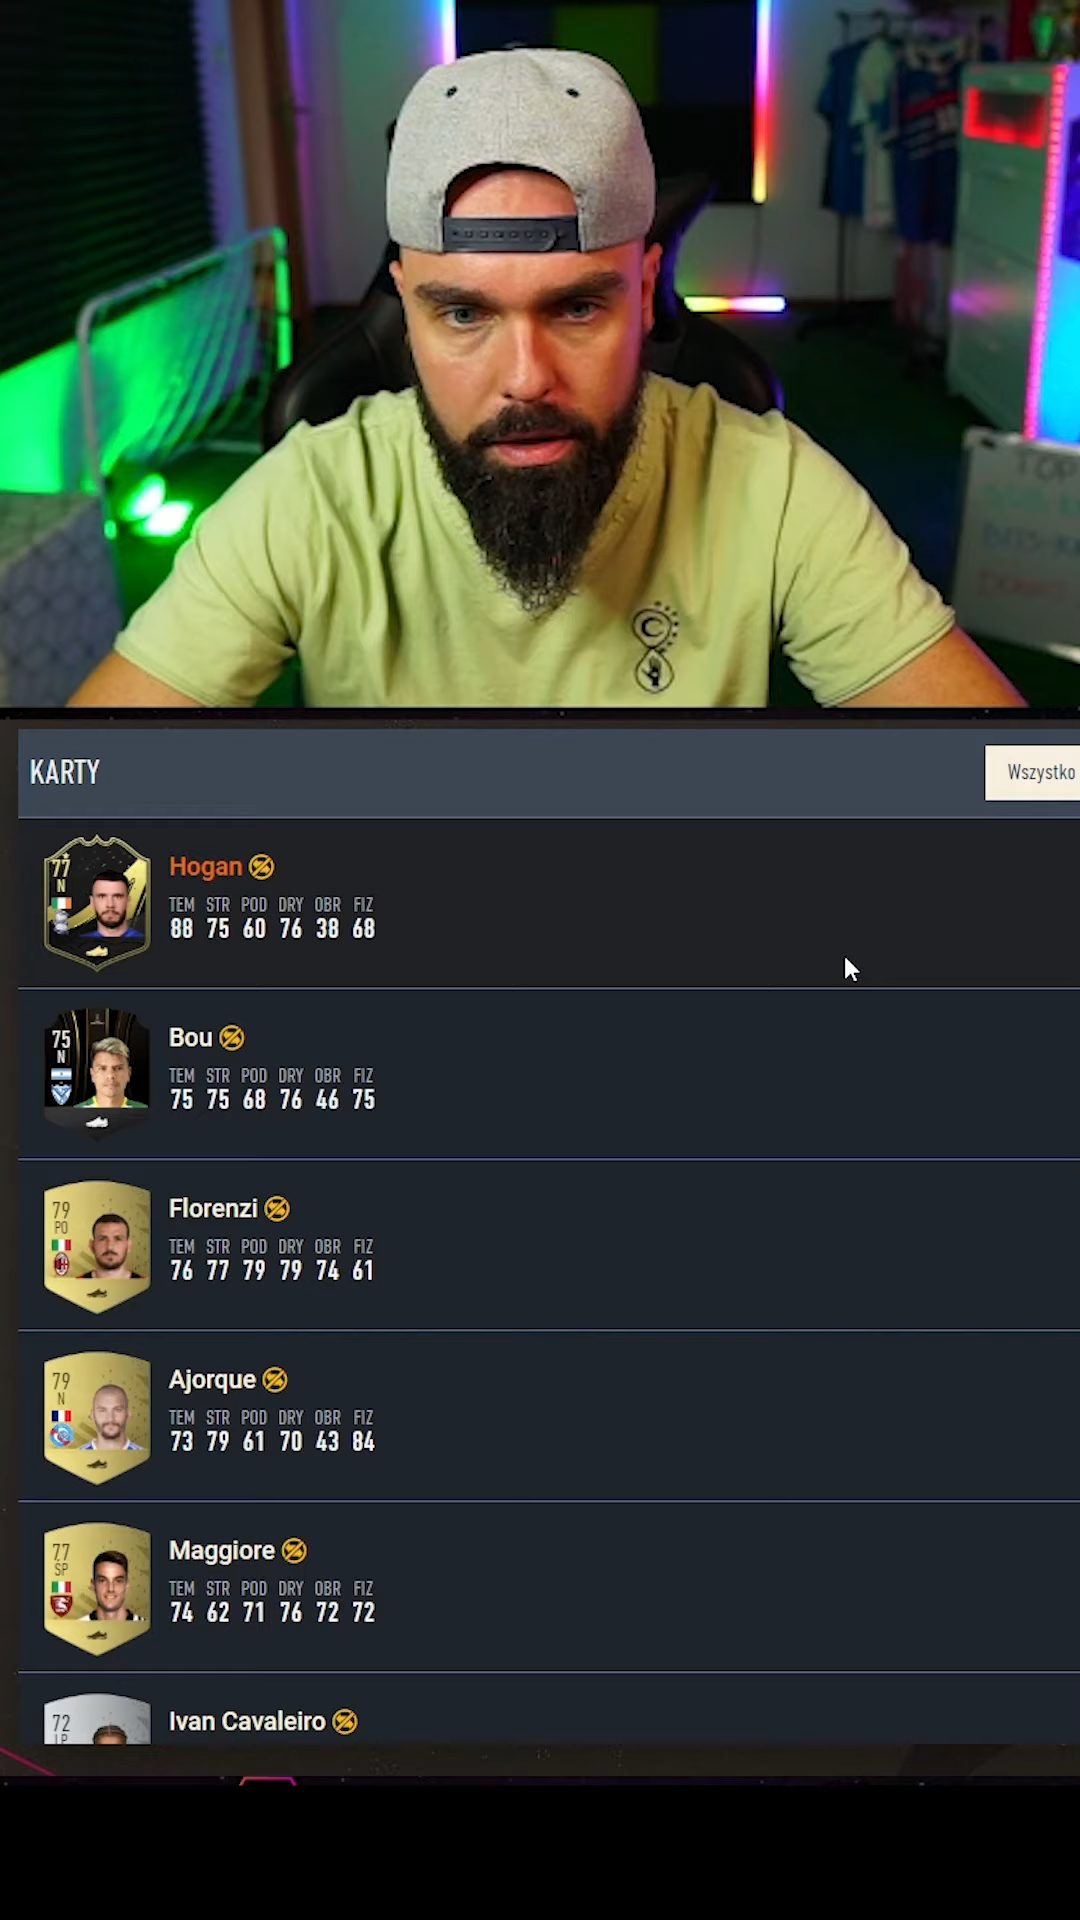 TOP
KARTY
Wszystko
77
N
Hogan
TEM STR POD DRY OBR FIZ
88 75 60 76 38 68
75
N
Bou
TEM STR POD DRY OBR FIZ
75 75 68 76 46 75
79
PO
Florenzi
TEM STR POD DRY OBR FIZ
76 77 79 79 74 61
79
N
Ajorque
TEM STR POD DRY OBR FIZ
73 79 61 70 43 84
77
SP
Maggiore
TEM STR POD DRY OBR FIZ
74 62 71 76 72 72
72
Ivan Cavaleiro